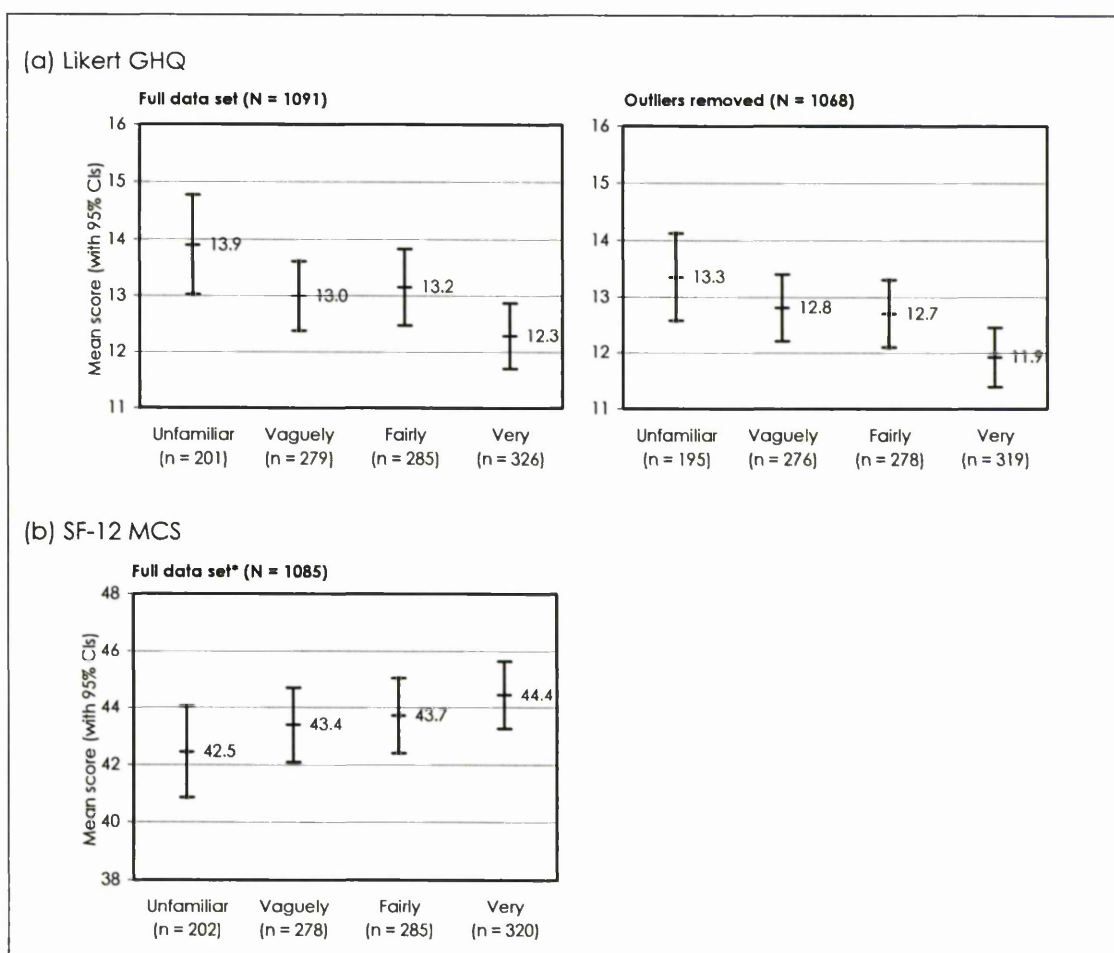 (a) Likert GHQ
Full data set (N = 1091)
Mean score (with 95% CIs)
16
15
14
13
12
11
13.9
13.0
13.2
12.3
Unfamiliar Vaguely Fairly Very
(n = 201) (n = 279) (n = 285) (n = 326)
Outliers removed (N = 1068)
16
15
14
13
12
11
13.3
12.8
12.7
11.9
Unfamiliar Vaguely Fairly Very
(n = 195) (n = 276) (n = 278) (n = 319)
(b) SF-12 MCS
Full data set* (N = 1085)
Mean score (with 95% CIs)
48
46
44
42
40
38
42.5
43.4
43.7
44.4
Unfamiliar Vaguely Fairly Very
(n = 202) (n = 278) (n = 285) (n = 320)